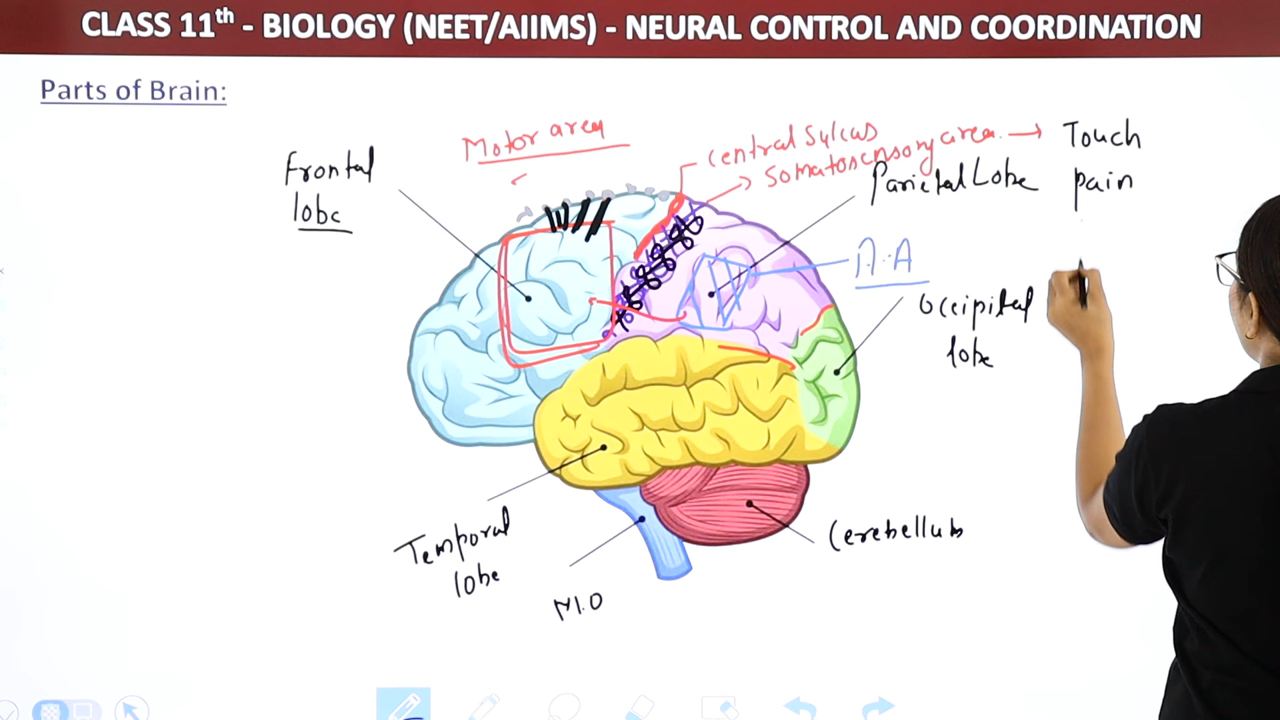 CLASS 11th - BIOLOGY (NEET/AIIMS) - NEURAL CONTROL AND COORDINATION
Parts of Brain:
Motor area
Central Sulcus
Somatosensory area → Touch
pain
Frontal
lobe
Parietal Lobe
A.A
Occipital
lobe
Temporal
lobe
M.O
Cerebellum